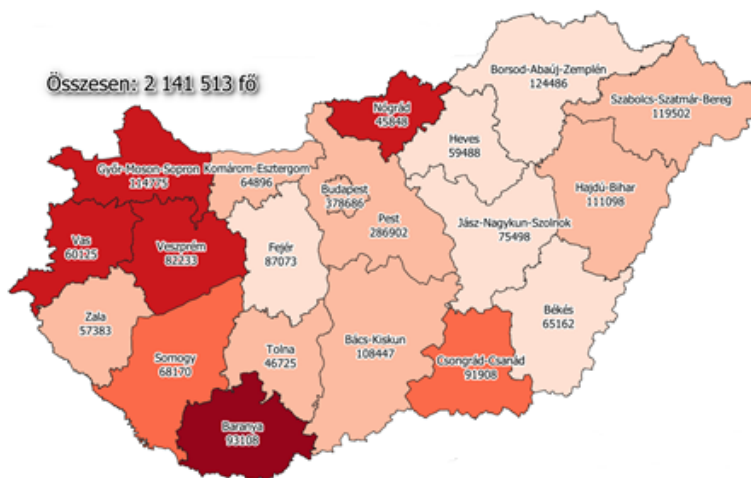 Összesen: 2 141 513 fő
Borsod-Abaúj-Zemplén
124486
Szabolcs-Szatmár-Bereg
119502
Nógrád
45848
Heves
59488
Győr-Moson-Sopron
114775
Komárom-Esztergom
64896
Budapest
378686
Pest
286902
Hajdú-Bihar
111098
Jász-Nagykun-Szolnok
75498
Vas
60125
Veszprém
82233
Fejér
87073
Zala
57383
Somogy
68170
Tolna
46725
Bács-Kiskun
108447
Csongrád-Csanád
91908
Békés
65162
Baranya
93108